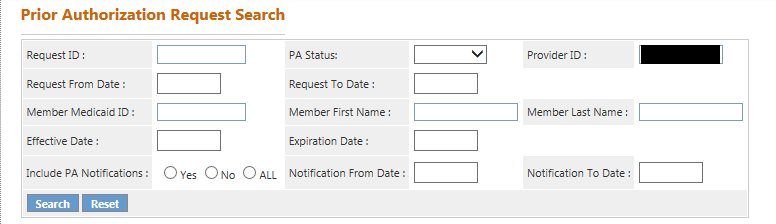 Prior Authorization Request Search
Request ID : PA Status: Provider ID :
Request From Date : Request To Date :
Member Medicaid ID : Member First Name : Member Last Name :
Effective Date : Expiration Date :
Include PA Notifications : Yes No ALL Notification From Date : Notification To Date :
Search Reset